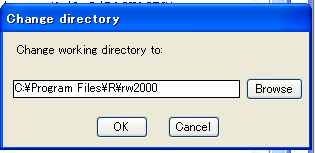 Change directory
Change working directory to:
C:¥Program Files¥R¥rw2000
Browse
OK
Cancel